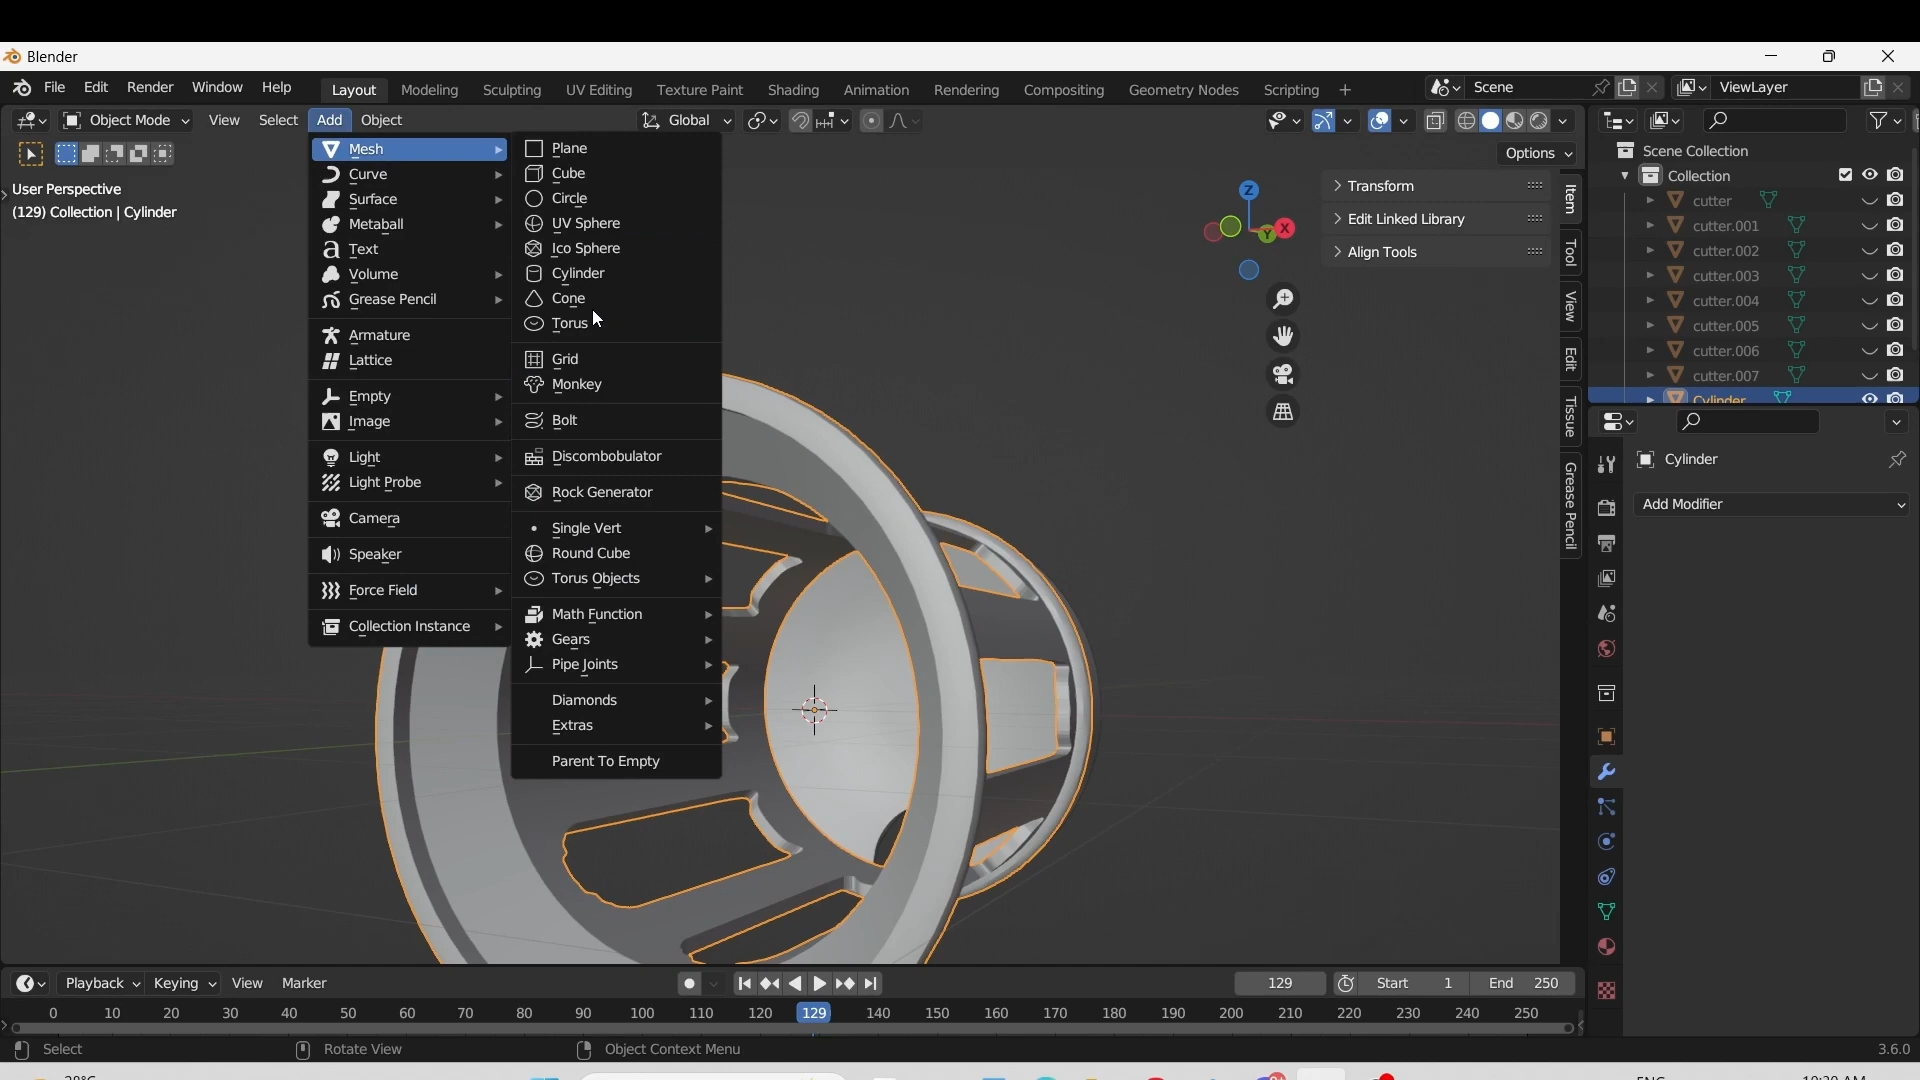 Blender
File Edit Render Window Help Layout Modeling Sculpting UV Editing Texture Paint Shading Animation Rendering Compositing Geometry Nodes Scripting + Scene ViewLayer
Object Mode View Select Add Object Global
Options
User Perspective
(129) Collection | Cylinder
Mesh
Curve
Surface
Metaball
Text
Volume
Grease Pencil
Armature
Lattice
Empty
Image
Light
Light Probe
Camera
Speaker
Force Field
Collection Instance
Plane
Cube
Circle
UV Sphere
Ico Sphere
Cylinder
Cone
Torus
Grid
Monkey
Bolt
Discombobulator
Rock Generator
Single Vert
Round Cube
Torus Objects
Math Function
Gears
Pipe Joints
Diamonds
Extras
Parent To Empty
Z
Y
X
Transform
Edit Linked Library
Align Tools
Item
Tool
View
Edit
Tissue
Grease Pencil
Scene Collection
Collection
cutter
cutter.001
cutter.002
cutter.003
cutter.004
cutter.005
cutter.006
cutter.007
Cylinder
Cylinder
Add Modifier
Playback Keying View Marker 129 Start 1 End 250
0 10 20 30 40 50 60 70 80 90 100 110 120 129 140 150 160 170 180 190 200 210 220 230 240 250
Select Rotate View Object Context Menu 3.6.0